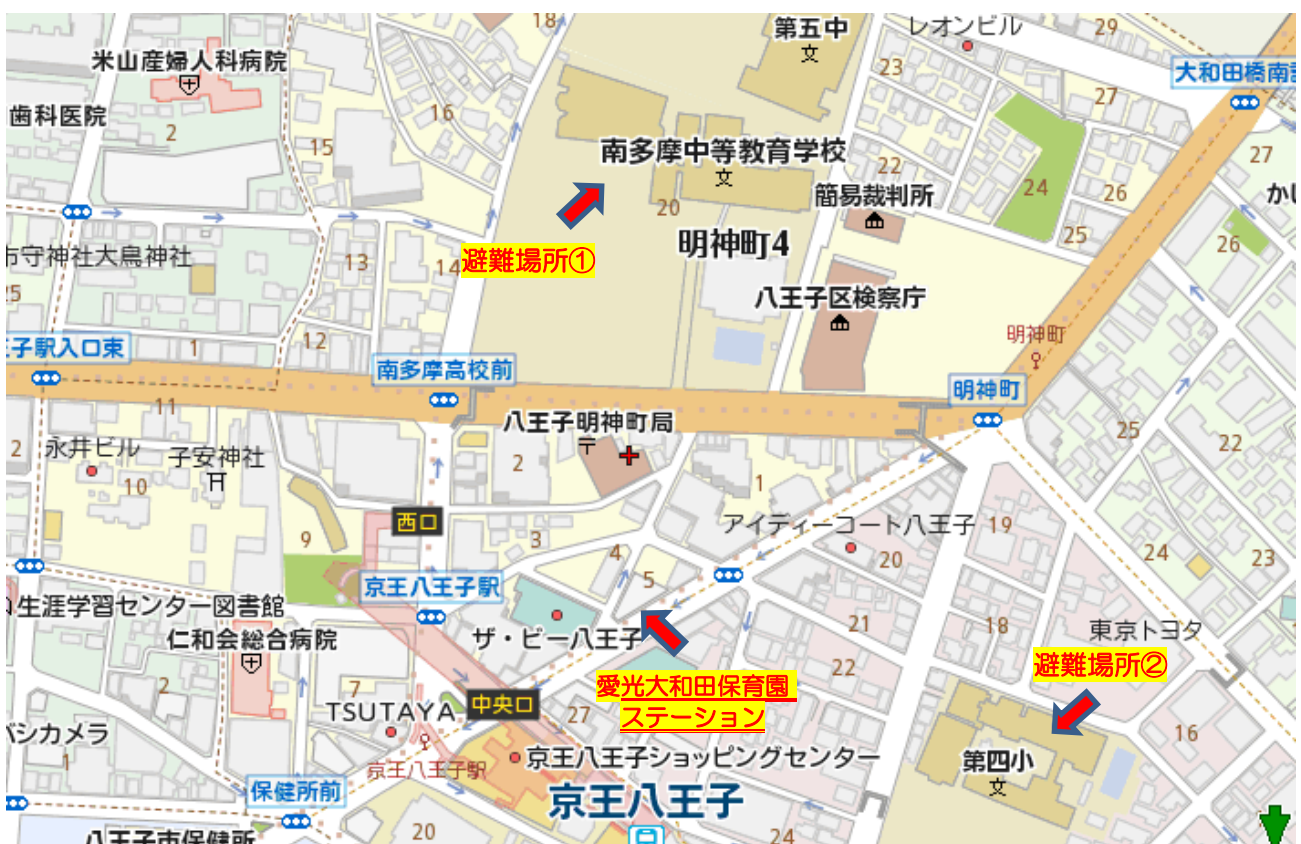 18
第五中
レオンビル
29
米山産婦人科病院
23
大和田橋南詰
歯科医院
2
16
27
15
南多摩中等教育学校
22
27
簡易裁判所
24
26
20
明神町4
25
26
市守神社大鳥神社
13
14
避難場所①
25
八王子区検察庁
12
明神町
子駅入口東
1
南多摩高校前
明神町
11
八王子明神町局
25
22
2
永井ビル
子安神社
2
10
1
西口
アイディーコート八王子
19
9
3
4
20
24
23
5
京王八王子駅
生涯学習センター図書館
仁和会総合病院
ザ・ビー八王子
21
18
東京トヨタ
22
避難場所②
2
7
愛光大和田保育園
ステーション
TSUTAYA
中央口
27
16
バシカメラ
1
京王八王子駅
京王八王子ショッピングセンター
第四小
保健所前
京王八王子
八王子市保健所
20
24